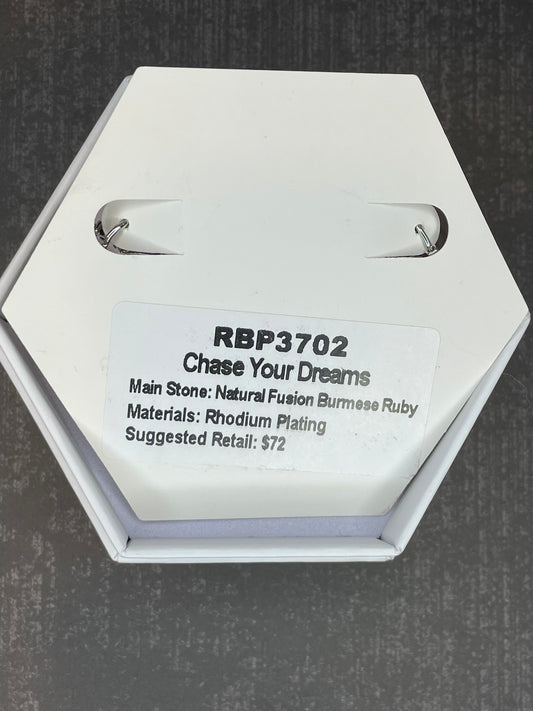 RBP3702
Chase Your Dreams
Main Stone: Natural Fusion Burmese Ruby
Materials: Rhodium Plating
Suggested Retail: $72